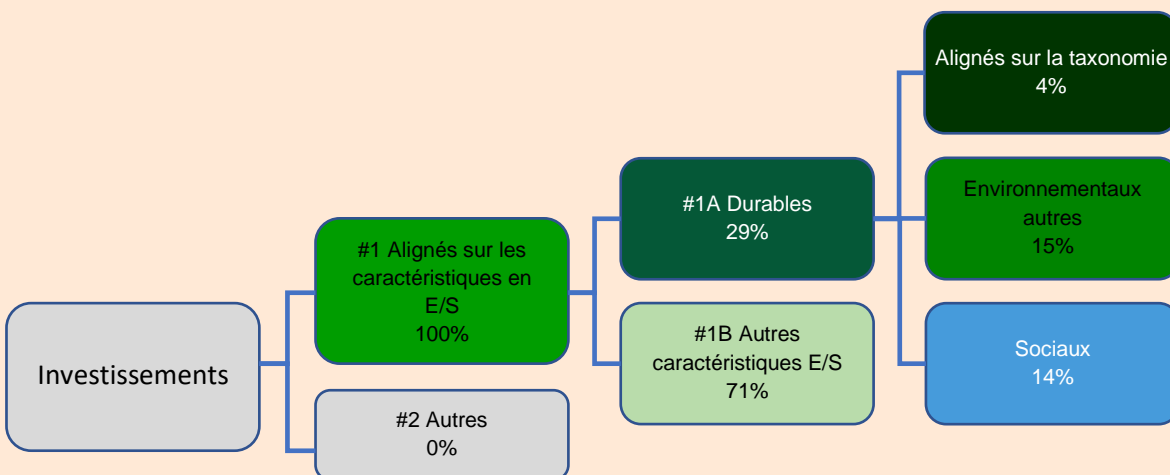 Investissements
#1 Alignés sur les
caractéristiques en
E/S
100%
#2 Autres
0%
#1A Durables
29%
#1B Autres
caractéristiques E/S
71%
Alignés sur la taxonomie
4%
Environnementaux
autres
15%
Sociaux
14%